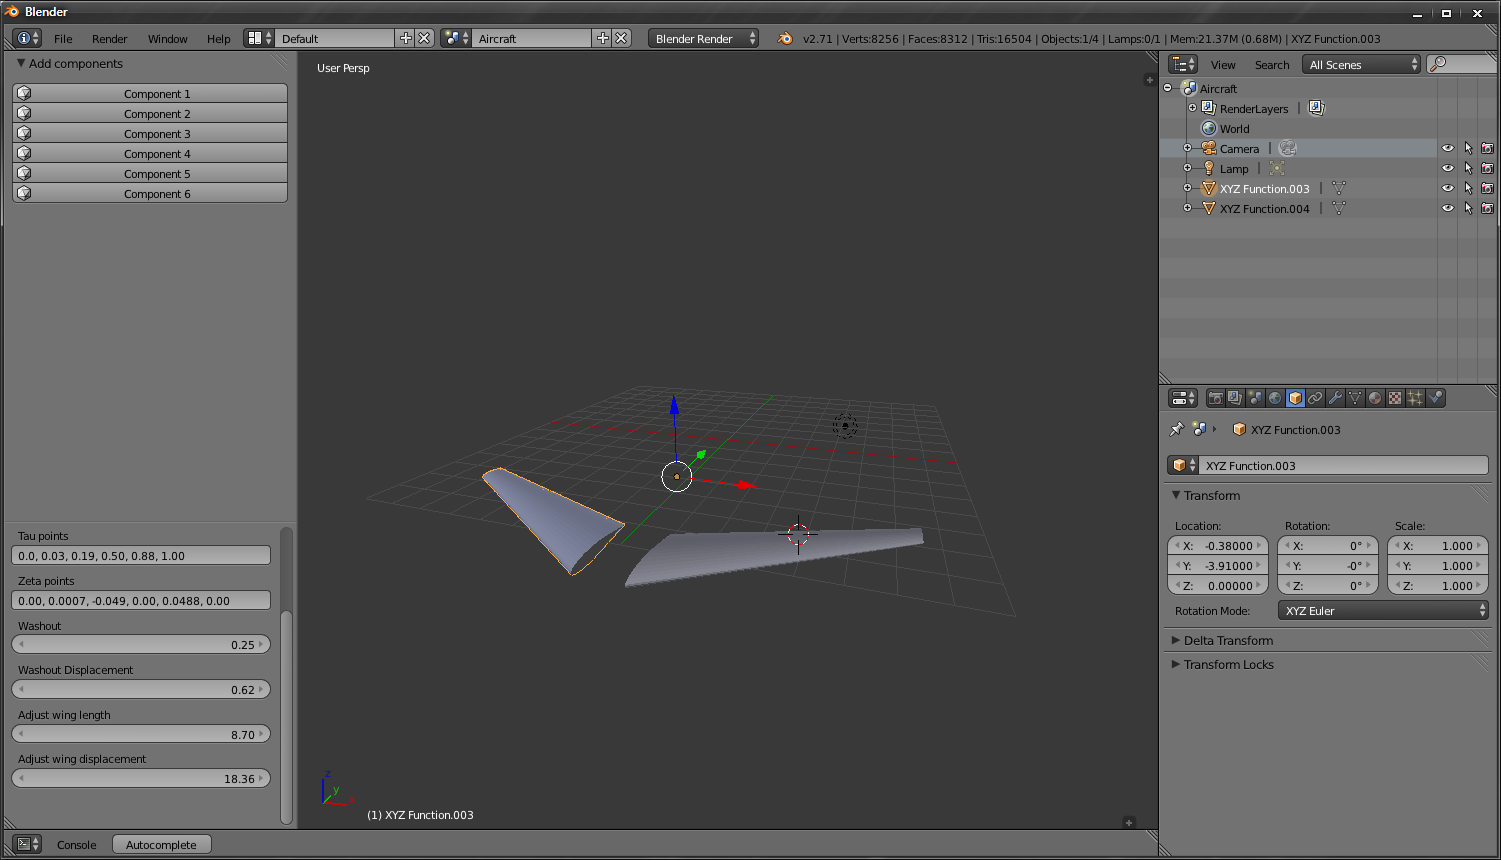 Blender
File Render Window Help Default Aircraft Blender Render v2.71 | Verts:8256 | Faces:8312 | Tris:16504 | Objects:1/4 | Lamps:0/1 | Mem:21.37M (0.68M) | XYZ Function.003
Add components
Component 1
Component 2
Component 3
Component 4
Component 5
Component 6
Tau points
0.0, 0.03, 0.19, 0.50, 0.88, 1.00
Zeta points
0.00, 0.0007, -0.049, 0.00, 0.0488, 0.00
Washout
0.25
Washout Displacement
0.62
Adjust wing length
8.70
Adjust wing displacement
18.36
User Persp
z
y
x
(1) XYZ Function.003
Console Autocomplete
View Search All Scenes
Aircraft
RenderLayers |
World
Camera |
Lamp |
XYZ Function.003 |
XYZ Function.004 |
XYZ Function.003
XYZ Function.003
Transform
Location: Rotation: Scale:
X: -0.38000 X: 0° X: 1.000
Y: -3.91000 Y: -0° Y: 1.000
Z: 0.00000 Z: 0° Z: 1.000
Rotation Mode: XYZ Euler
Delta Transform
Transform Locks